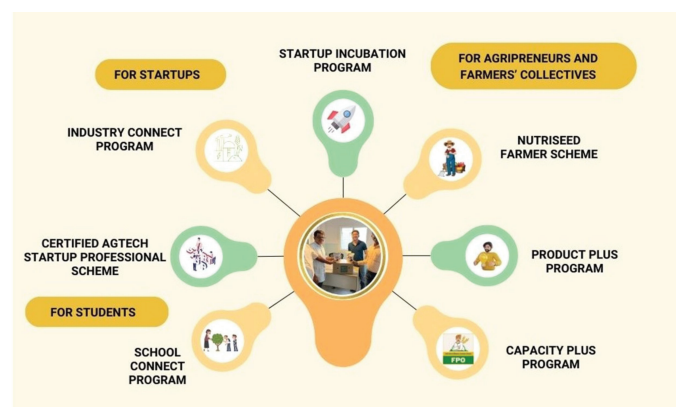 STARTUP INCUBATION
PROGRAM
FOR STARTUPS
FOR AGRIPRENEURS AND
FARMERS' COLLECTIVES
INDUSTRY CONNECT
PROGRAM
NUTRISEED
FARMER SCHEME
CERTIFIED AGTECH
STARTUP PROFESSIONAL
SCHEME
PRODUCT PLUS
PROGRAM
FOR STUDENTS
SCHOOL
CONNECT
PROGRAM
CAPACITY PLUS
PROGRAM
FPO